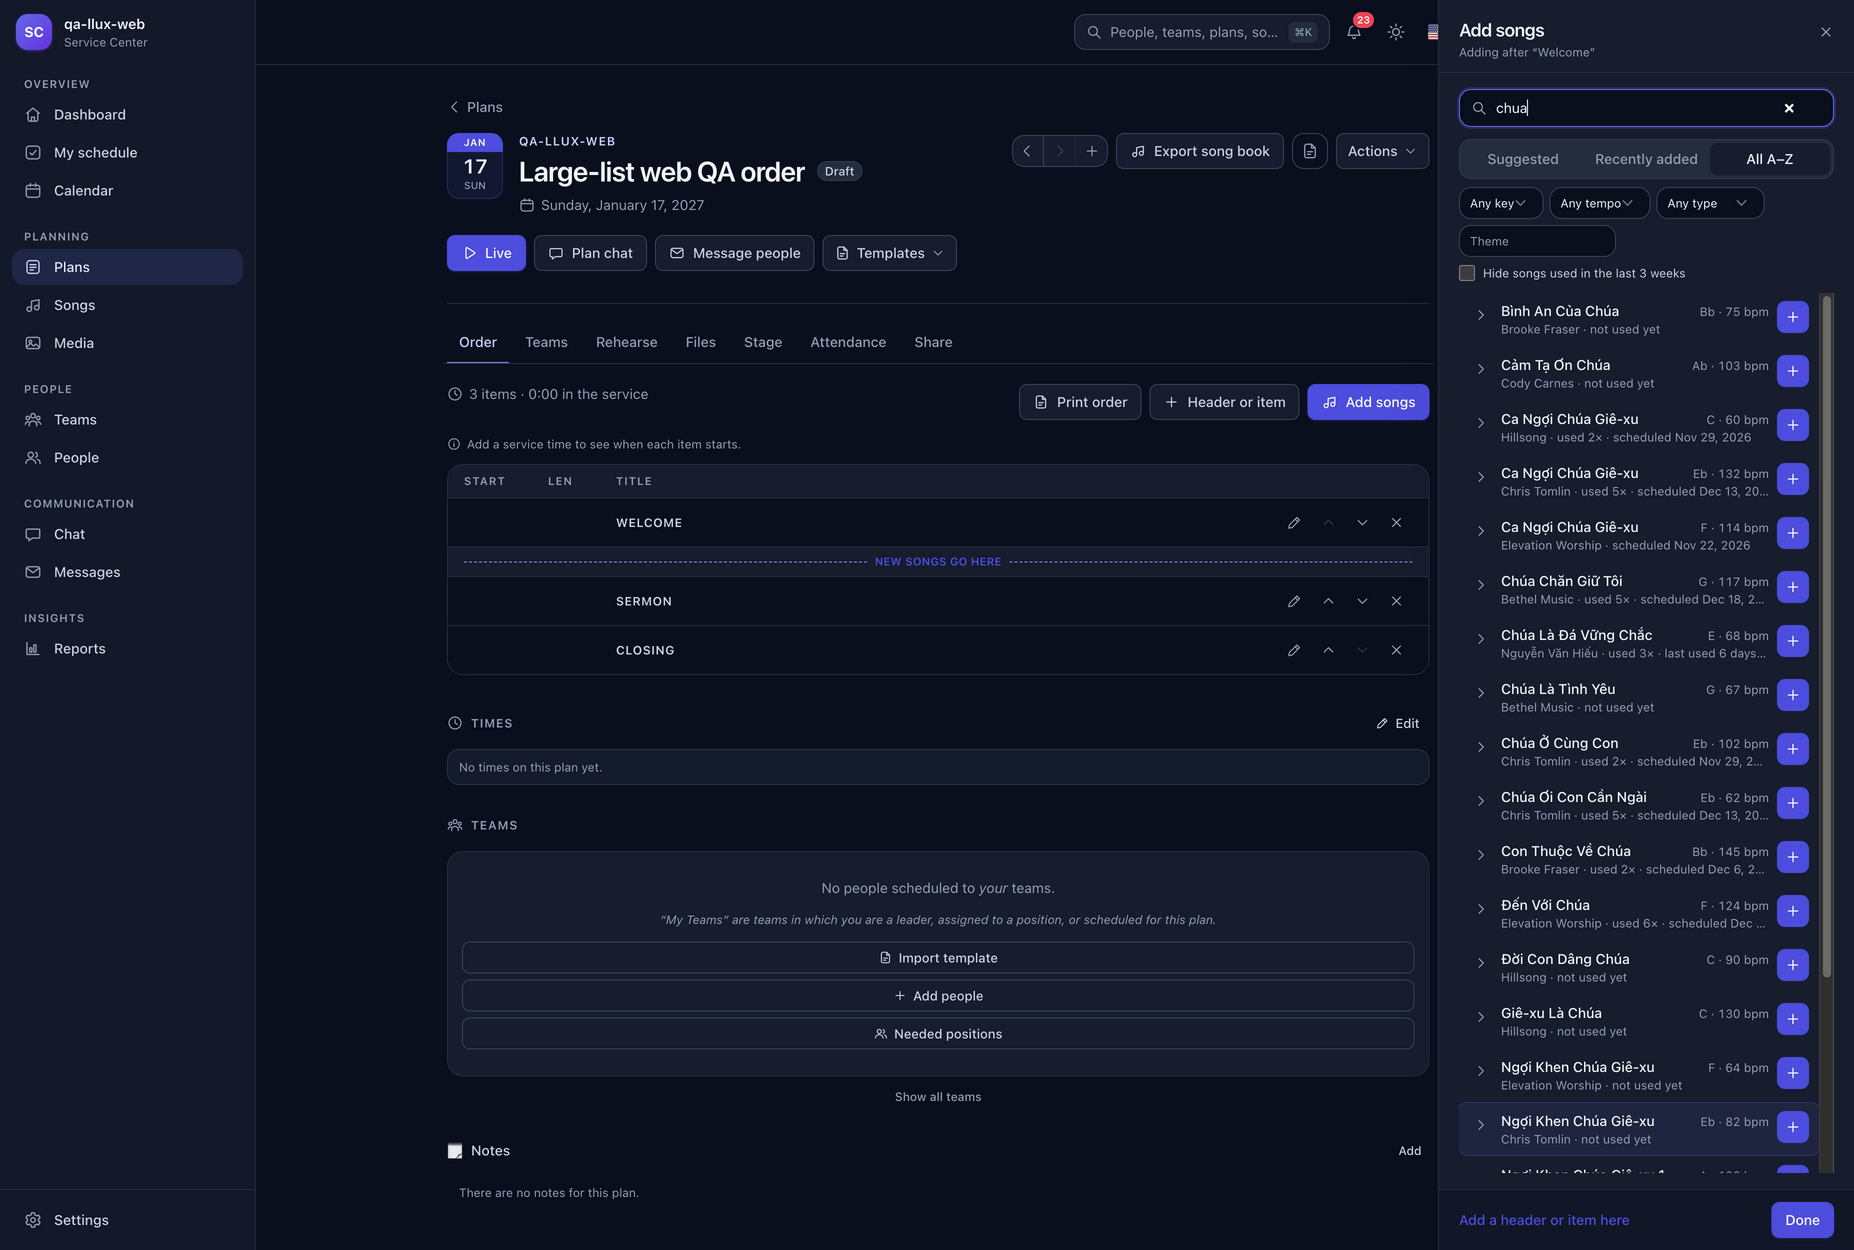 SC
qa-llux-web
Service Center
OVERVIEW
Dashboard
My schedule
Calendar
PLANNING
Plans
Songs
Media
PEOPLE
Teams
People
COMMUNICATION
Chat
Messages
INSIGHTS
Reports
Settings
People, teams, plans, so... ⌘K
23
Plans
JAN
17
SUN
QA-LLUX-WEB
Large-list web QA order Draft
Sunday, January 17, 2027
Export song book
Actions
Live
Plan chat
Message people
Templates
Order Teams Rehearse Files Stage Attendance Share
3 items · 0:00 in the service
Print order
Header or item
Add songs
Add a service time to see when each item starts.
START LEN TITLE
WELCOME
NEW SONGS GO HERE
SERMON
CLOSING
TIMES
Edit
No times on this plan yet.
TEAMS
No people scheduled to your teams.
“My Teams” are teams in which you are a leader, assigned to a position, or scheduled for this plan.
Import template
Add people
Needed positions
Show all teams
Notes
Add
There are no notes for this plan.
Add songs
Adding after “Welcome”
chua
Suggested Recently added All A–Z
Any key Any tempo Any type
Theme
Hide songs used in the last 3 weeks
Bình An Của Chúa Bb · 75 bpm
Brooke Fraser · not used yet
Cảm Tạ Ơn Chúa Ab · 103 bpm
Cody Carnes · not used yet
Ca Ngợi Chúa Giê-xu C · 60 bpm
Hillsong · used 2× · scheduled Nov 29, 2026
Ca Ngợi Chúa Giê-xu Eb · 132 bpm
Chris Tomlin · used 5× · scheduled Dec 13, 20...
Ca Ngợi Chúa Giê-xu F · 114 bpm
Elevation Worship · scheduled Nov 22, 2026
Chúa Chăn Giữ Tôi G · 117 bpm
Bethel Music · used 5× · scheduled Dec 18, 2...
Chúa Là Đá Vững Chắc E · 68 bpm
Nguyễn Văn Hiếu · used 3× · last used 6 days...
Chúa Là Tình Yêu G · 67 bpm
Bethel Music · not used yet
Chúa Ở Cùng Con Eb · 102 bpm
Chris Tomlin · used 2× · scheduled Nov 29, 2...
Chúa Ơi Con Cần Ngài Eb · 62 bpm
Chris Tomlin · used 5× · scheduled Dec 13, 20...
Con Thuộc Về Chúa Bb · 145 bpm
Brooke Fraser · used 2× · scheduled Dec 6, 2...
Đến Với Chúa F · 124 bpm
Elevation Worship · used 6× · scheduled Dec ...
Đời Con Dâng Chúa C · 90 bpm
Hillsong · not used yet
Giê-xu Là Chúa C · 130 bpm
Hillsong · not used yet
Ngợi Khen Chúa Giê-xu F · 64 bpm
Elevation Worship · not used yet
Ngợi Khen Chúa Giê-xu Eb · 82 bpm
Chris Tomlin · not used yet
Ngợi Khen Chúa Giê-xu
Add a header or item here
Done